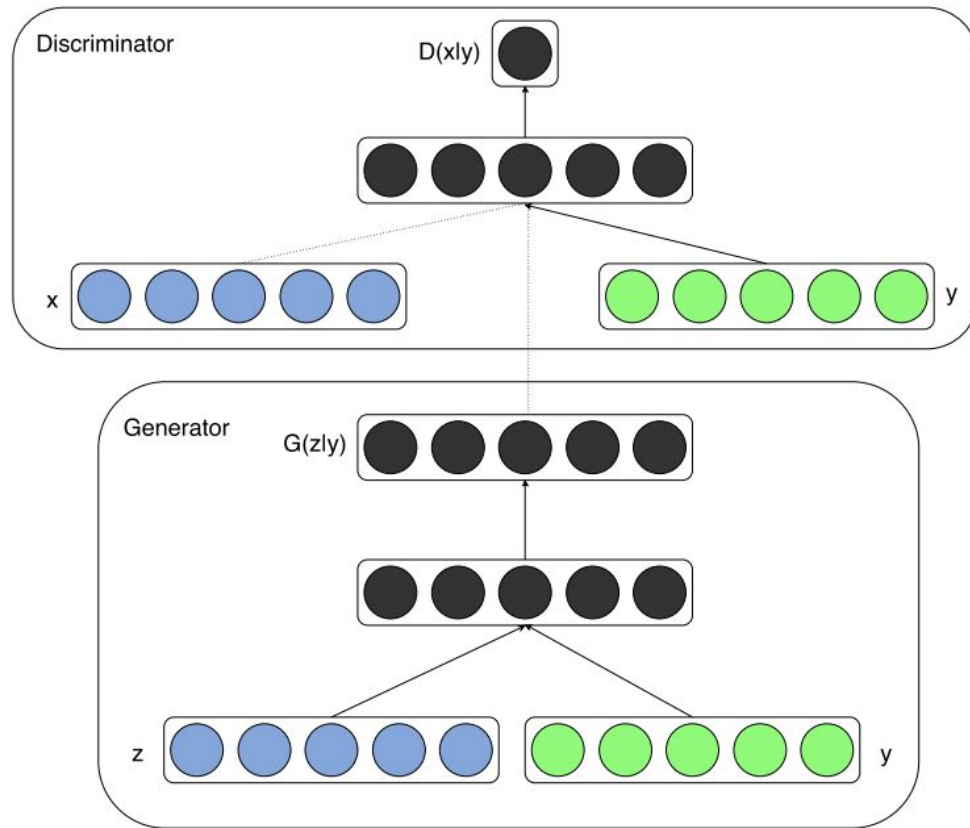 Discriminator
D(x|y)
x
y
Generator
G(z|y)
z
y